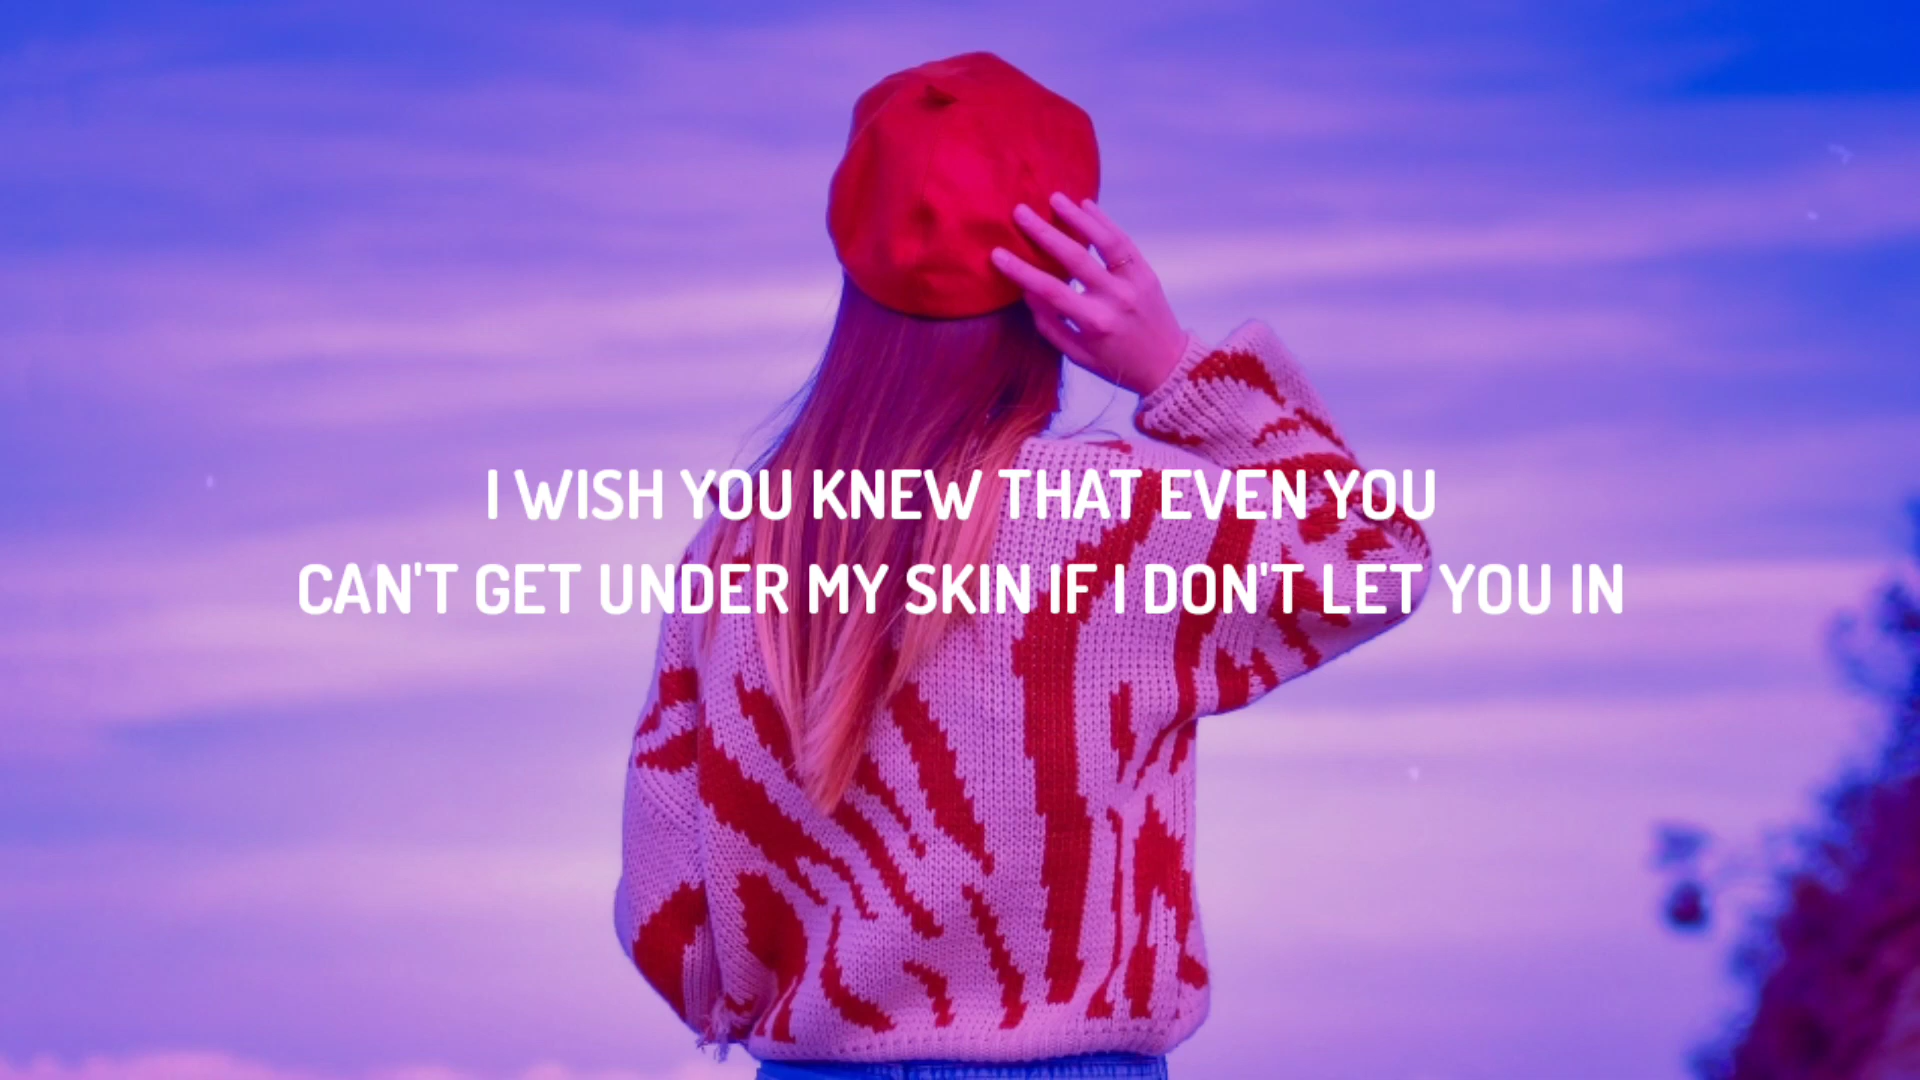 I WISH YOU KNEW THAT EVEN YOU
CAN'T GET UNDER MY SKIN IF I DON'T LET YOU IN